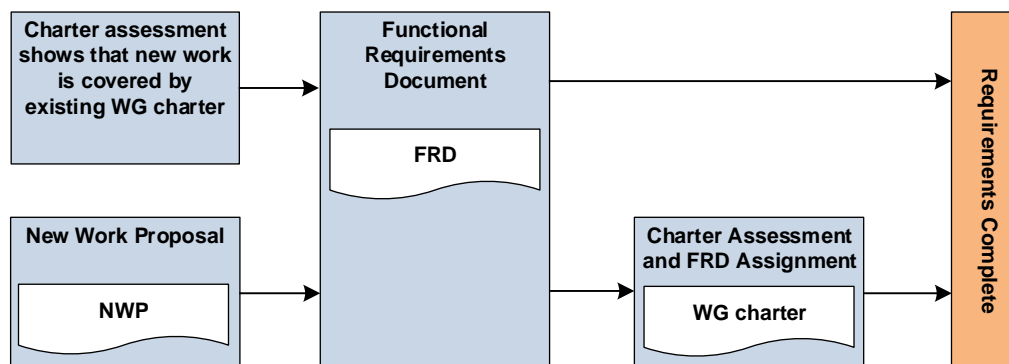 Charter assessment
shows that new work
is covered by
existing WG charter
Functional
Requirements
Document
FRD
New Work Proposal
NWP
Charter Assessment
and FRD Assignment
WG charter
Requirements Complete